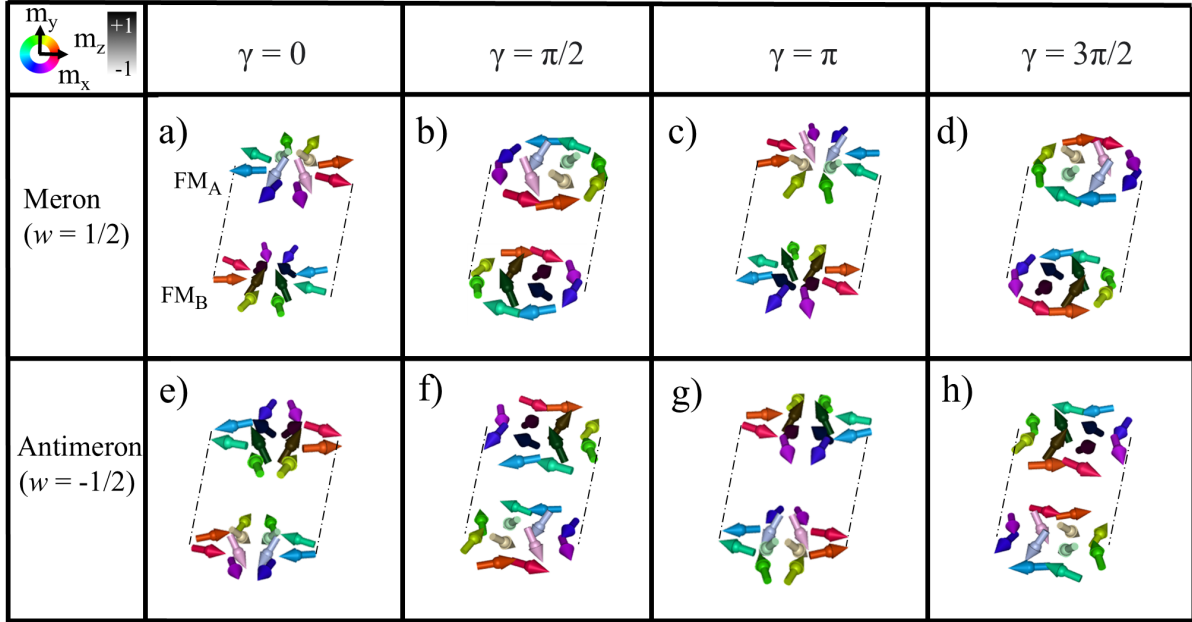 m_y
+1
m_z
-1
m_x
γ = 0
γ = π/2
γ = π
γ = 3π/2
Meron
(w = 1/2)
a)
FM_A
FM_B
b)
c)
d)
Antimeron
(w = -1/2)
e)
f)
g)
h)